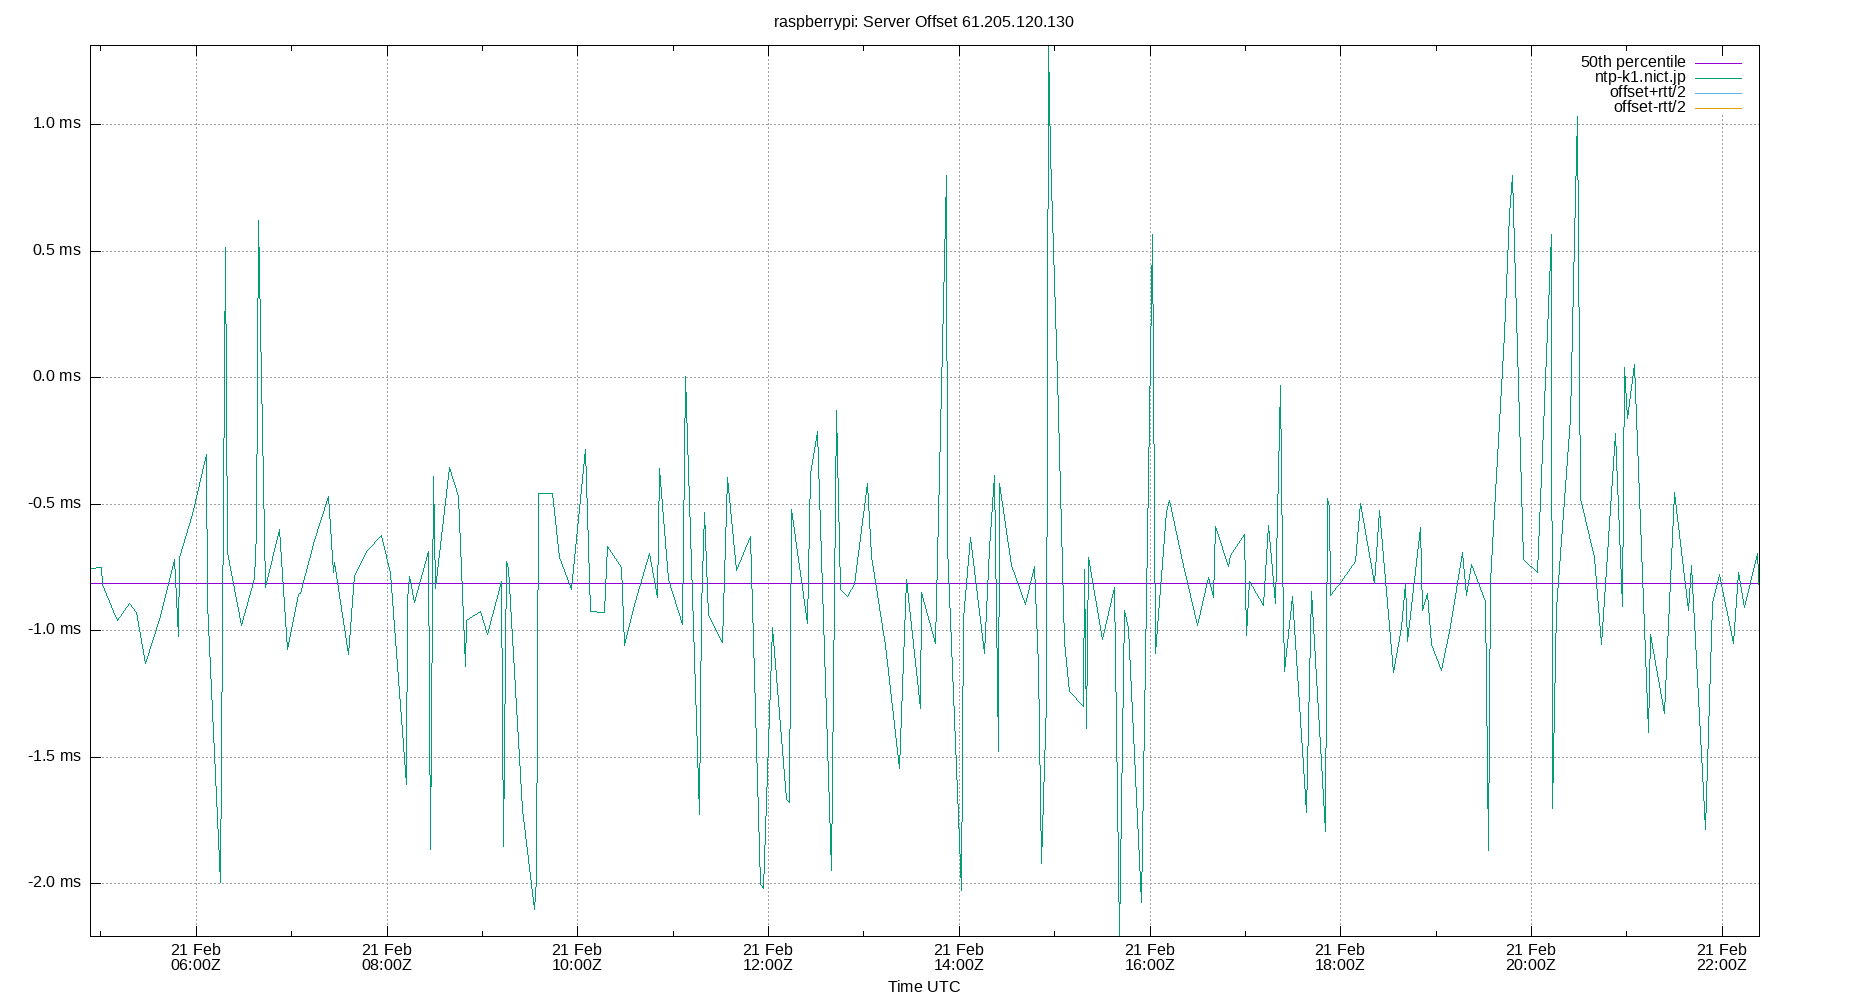 raspberrypi: Server Offset 61.205.120.130
50th percentile
ntp-k1.nict.jp
offset+rtt/2
offset-rtt/2
1.0 ms
0.5 ms
0.0 ms
-0.5 ms
-1.0 ms
-1.5 ms
-2.0 ms
21 Feb 21 Feb 21 Feb 21 Feb 21 Feb 21 Feb 21 Feb 21 Feb 21 Feb
06:00Z 08:00Z 10:00Z 12:00Z 14:00Z 16:00Z 18:00Z 20:00Z 22:00Z
Time UTC